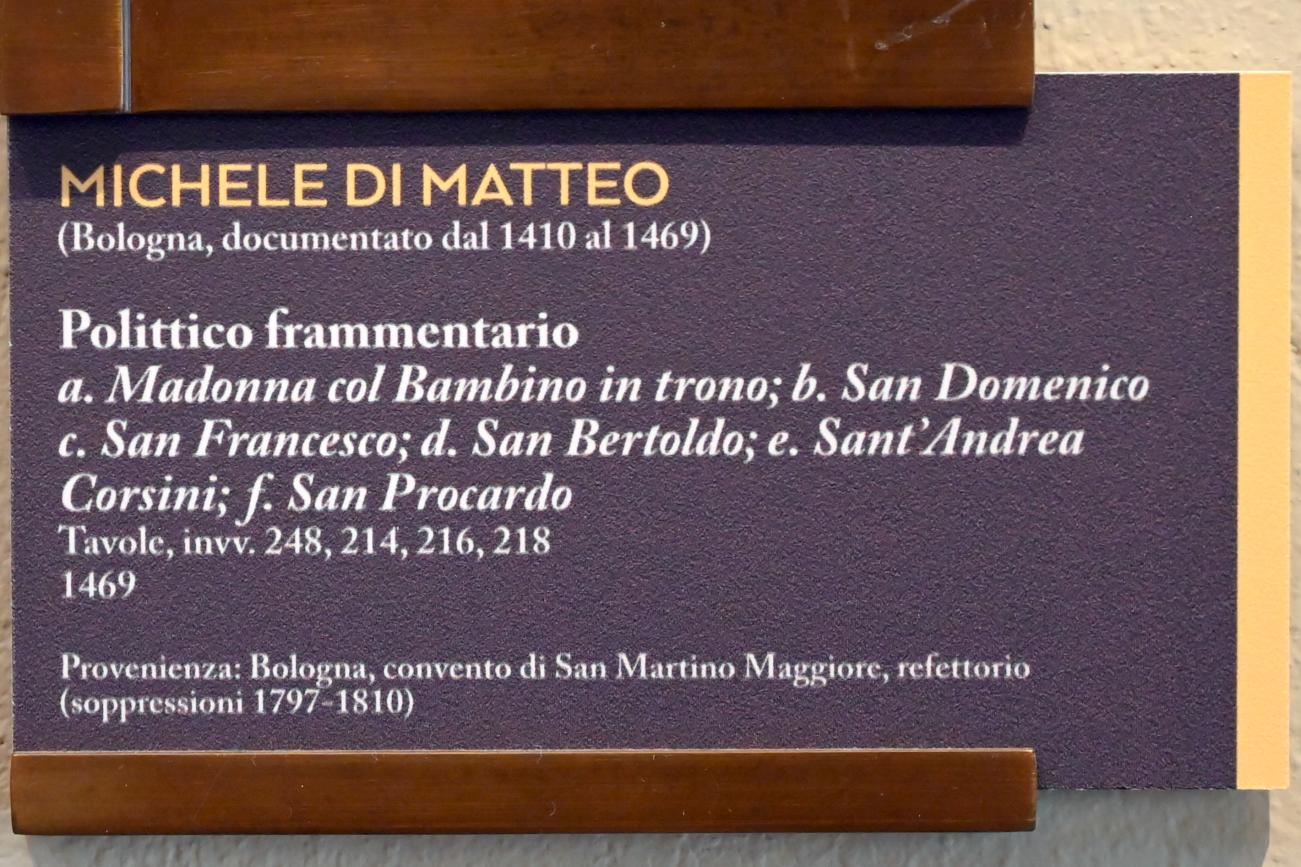 MICHELE DI MATTEO
(Bologna, documentato dal 1410 al 1469)
Polittico frammentario
a. Madonna col Bambino in trono; b. San Domenico
c. San Francesco; d. San Bertoldo; e. Sant’Andrea
Corsini; f. San Procardo
Tavole, invv. 248, 214, 216, 218
1469
Provenienza: Bologna, convento di San Martino Maggiore, refettorio
(soppressioni 1797-1810)